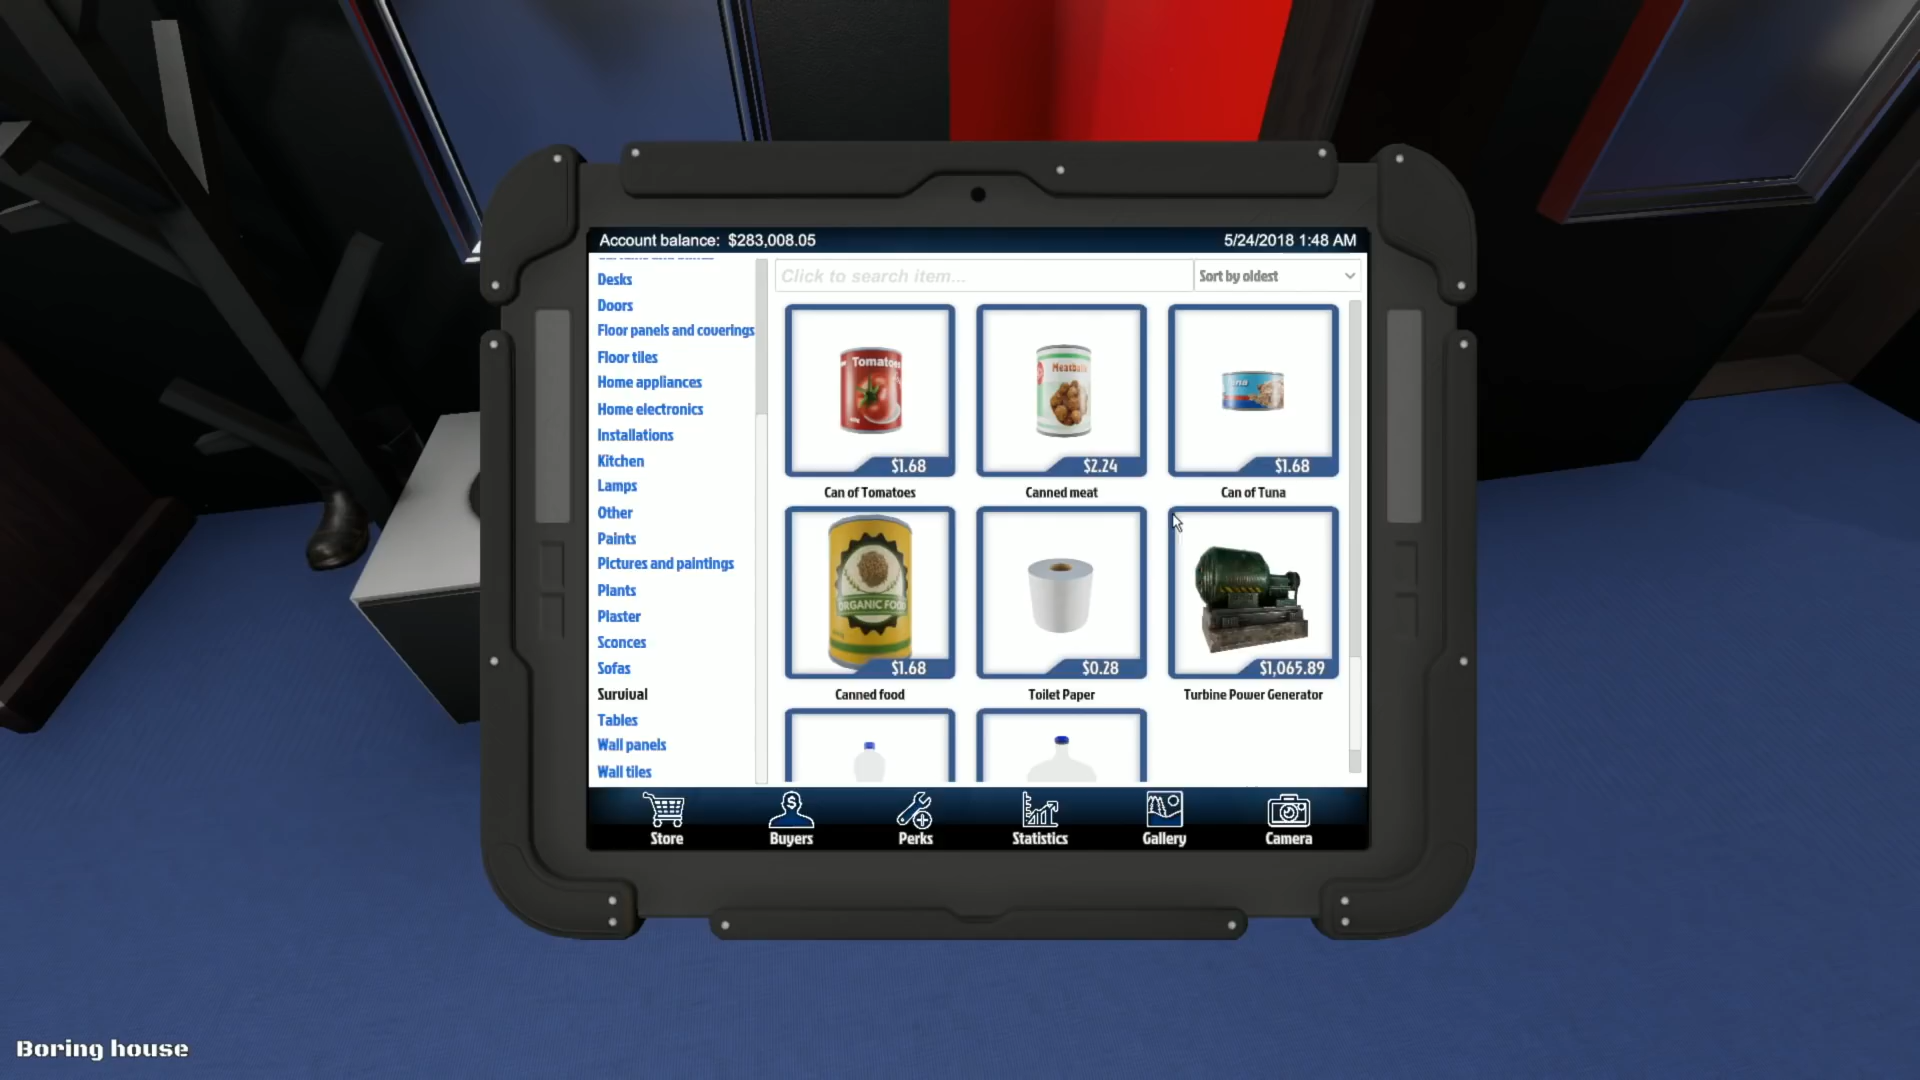 Account balance: $283,008.05
5/24/2018 1:48 AM
Desks
Doors
Floor panels and coverings
Floor tiles
Home appliances
Home electronics
Installations
Kitchen
Lamps
Other
Paints
Pictures and paintings
Plants
Plaster
Sconces
Sofas
Survival
Tables
Wall panels
Wall tiles
Click to search item...
Sort by oldest
Tomatoes
$1.68
Can of Tomatoes
$2.24
Canned meat
$1.68
Can of Tuna
ORGANIC FOOD
$1.68
Canned food
$0.28
Toilet Paper
$1,065.89
Turbine Power Generator
Store
Buyers
Perks
Statistics
Gallery
Camera
Boring house